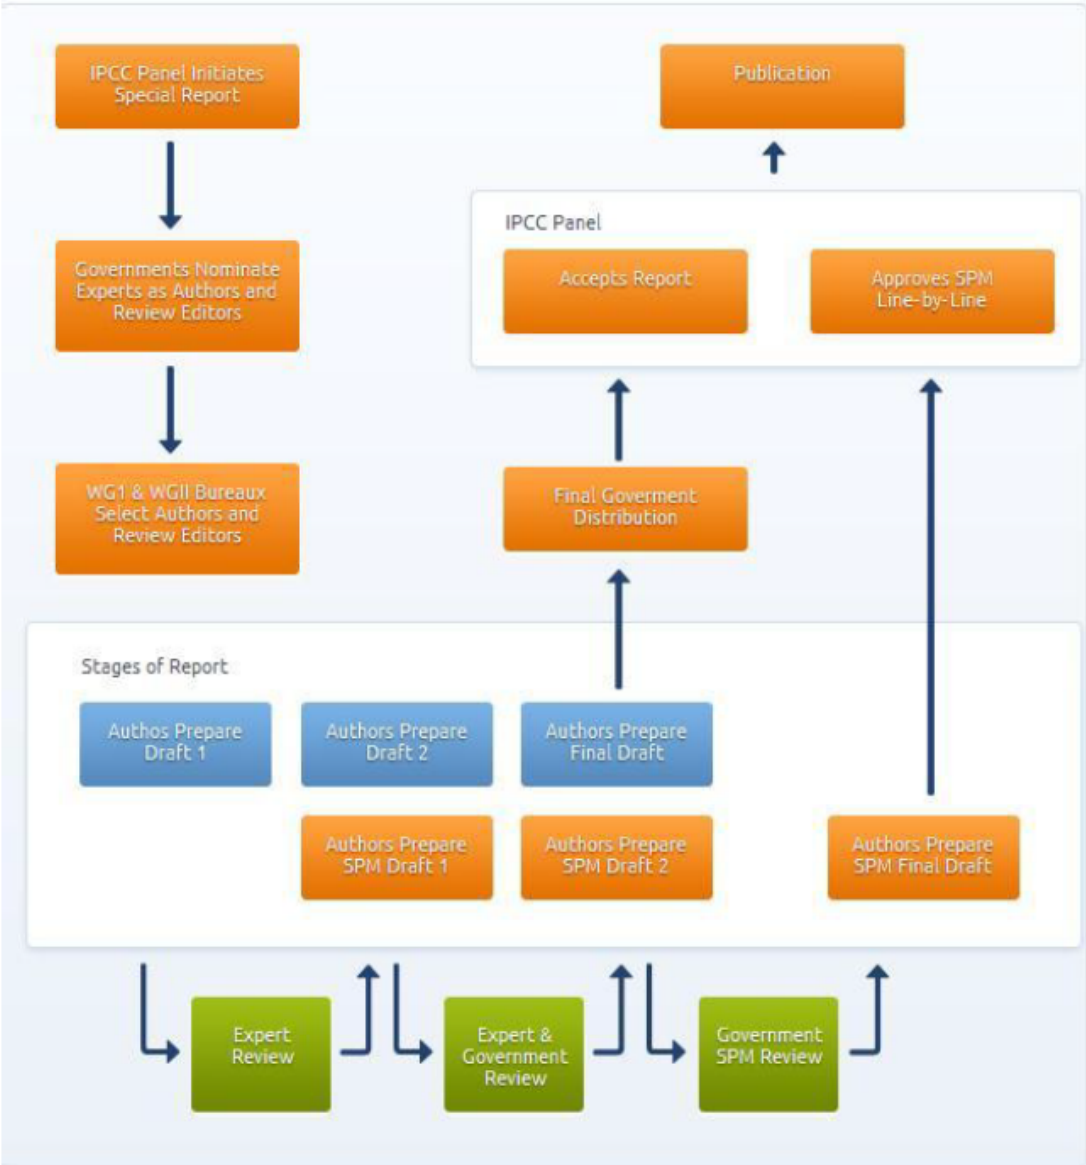 IPCC Panel Initiates
Special Report
Governments Nominate
Experts as Authors and
Review Editors
WG1 & WGII Bureaux
Select Authors and
Review Editors
Publication
IPCC Panel
Accepts Report
Approves SPM
Line-by-Line
Final Goverment
Distribution
Stages of Report
Authos Prepare
Draft 1
Authors Prepare
Draft 2
Authors Prepare
Final Draft
Authors Prepare
SPM Draft 1
Authors Prepare
SPM Draft 2
Authors Prepare
SPM Final Draft
Expert
Review
Expert &
Government
Review
Government
SPM Review